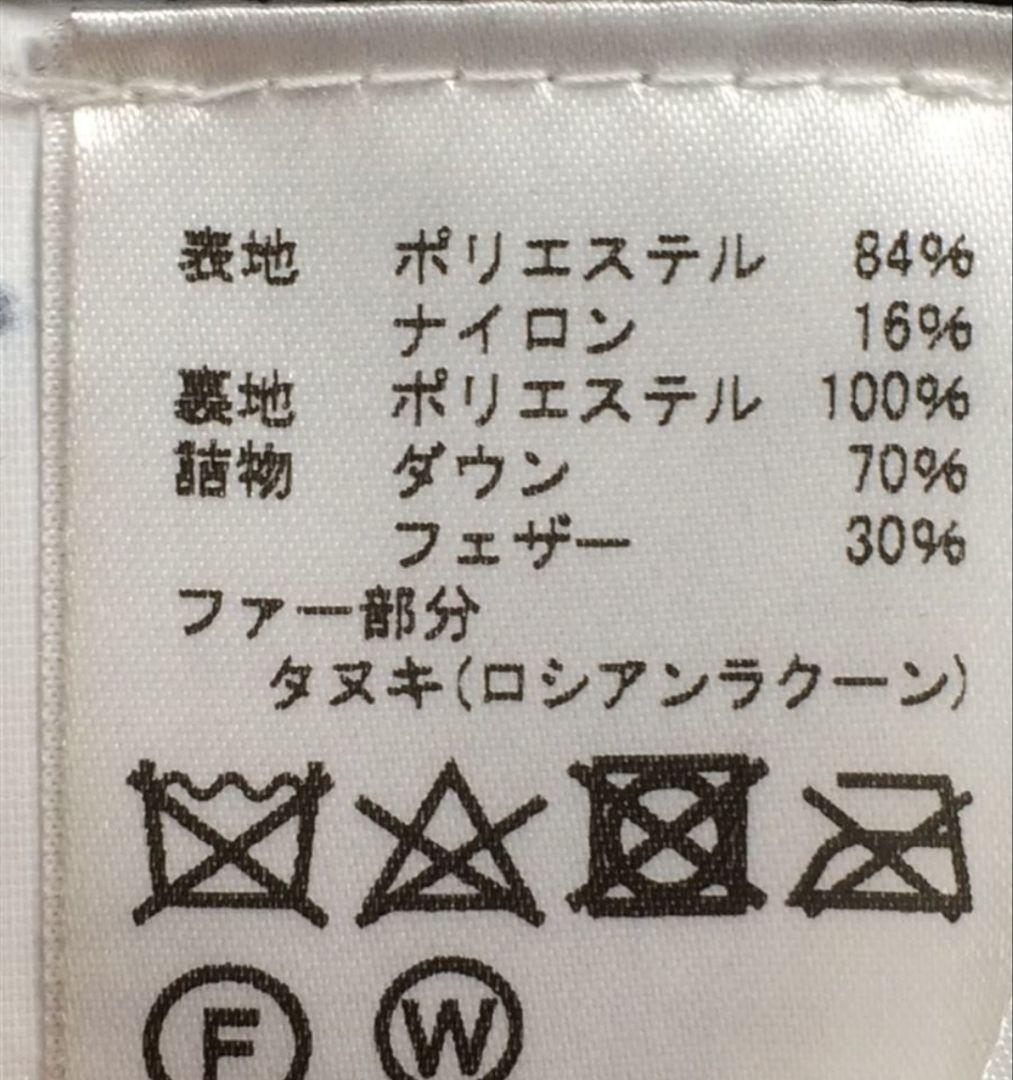 表地 ポリエステル 84%
ナイロン 16%
裏地 ポリエステル 100%
詰物 ダウン 70%
フェザー 30%
ファー部分
タヌキ(ロシアンラクーン)
F W